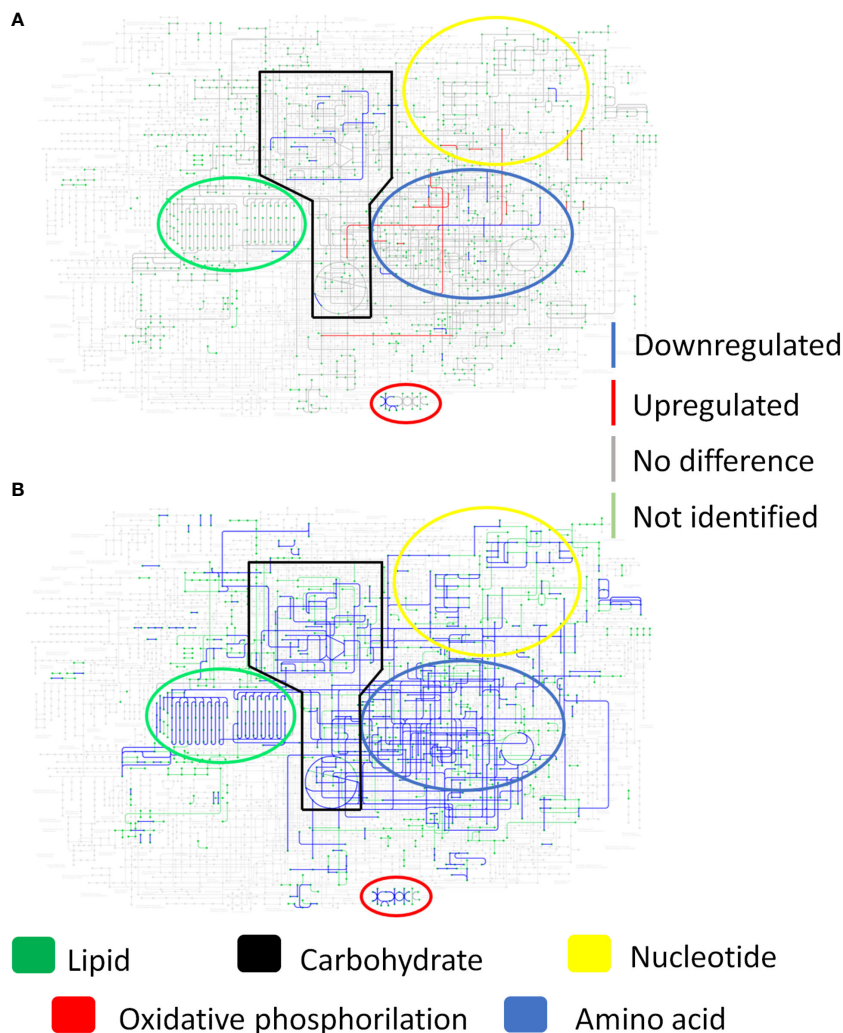 A
Downregulated
Upregulated
No difference
Not identified
B
Lipid
Carbohydrate
Nucleotide
Oxidative phosphorilation
Amino acid